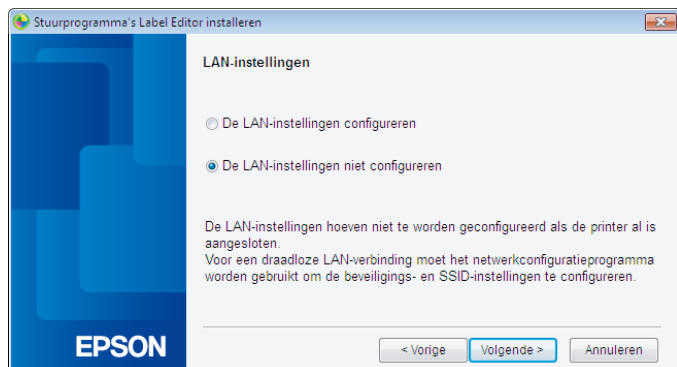 Stuurprogramma's Label Editor installeren
LAN-instellingen
De LAN-instellingen configureren
De LAN-instellingen niet configureren
De LAN-instellingen hoeven niet te worden geconfigureerd als de printer al is
aangesloten.
Voor een draadloze LAN-verbinding moet het netwerkconfiguratieprogramma
worden gebruikt om de beveiligings- en SSID-instellingen te configureren.
EPSON
< Vorige Volgende > Annuleren